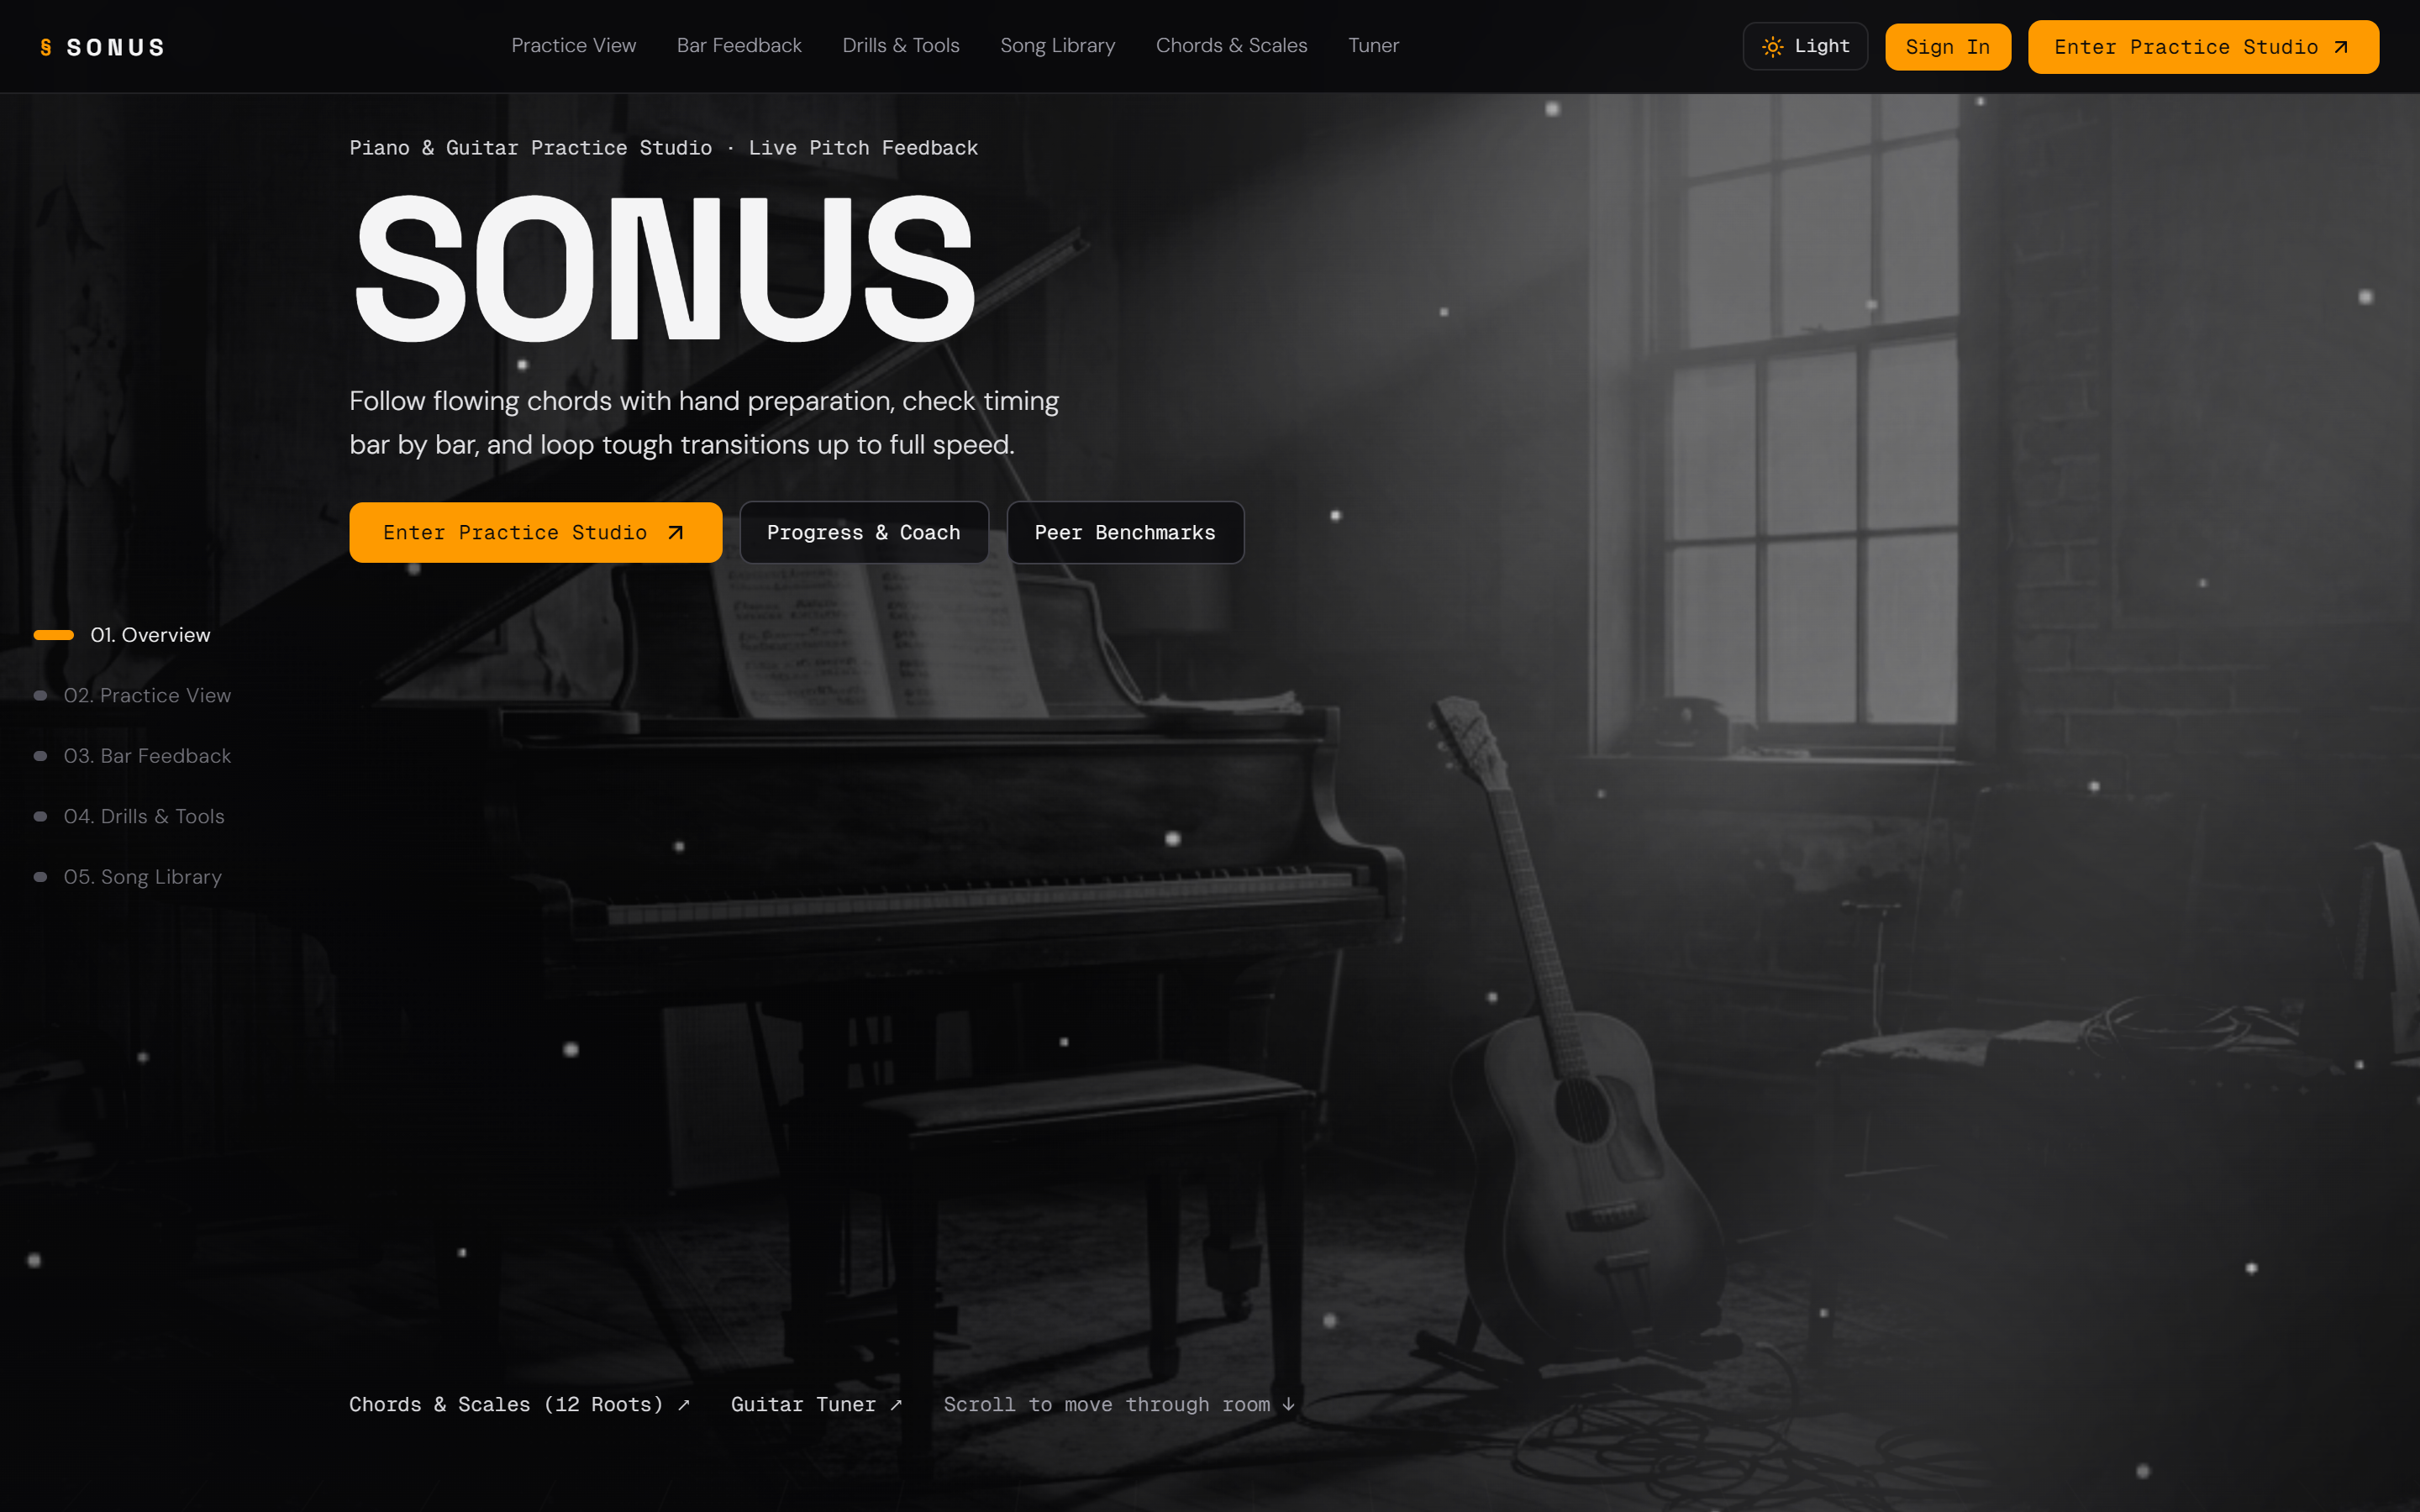 § SONUS
Practice View
Bar Feedback
Drills & Tools
Song Library
Chords & Scales
Tuner
Light
Sign In
Enter Practice Studio ↗
Piano & Guitar Practice Studio · Live Pitch Feedback
SONUS
Follow flowing chords with hand preparation, check timing
bar by bar, and loop tough transitions up to full speed.
Enter Practice Studio ↗
Progress & Coach
Peer Benchmarks
01. Overview
02. Practice View
03. Bar Feedback
04. Drills & Tools
05. Song Library
Chords & Scales (12 Roots) ↗
Guitar Tuner ↗
Scroll to move through room ↓